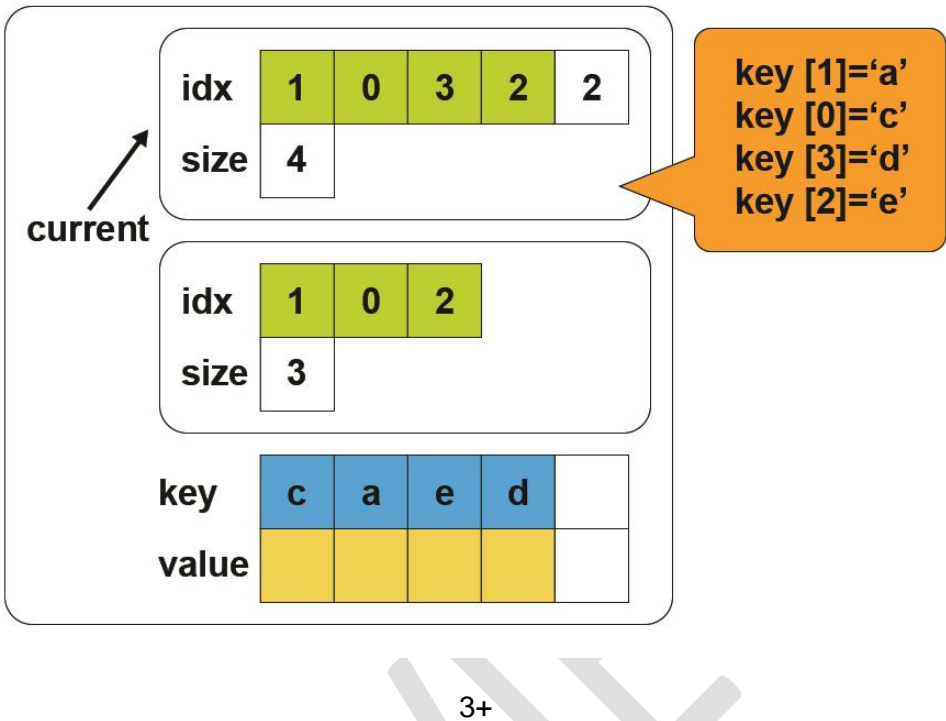 idx 1 0 3 2 2
size 4
current
key [1]=‘a’
key [0]=‘c’
key [3]=‘d’
key [2]=‘e’
idx 1 0 2
size 3
key c a e d
value
3+